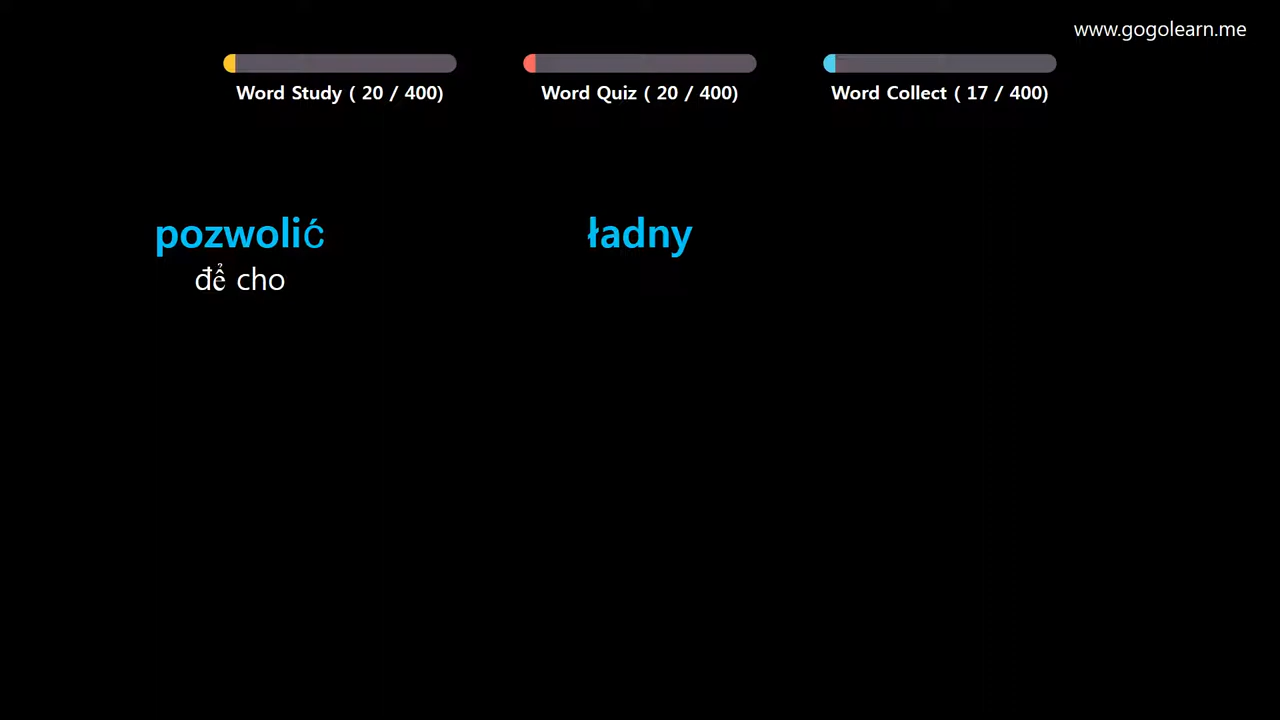 www.gogolearn.me
Word Study ( 20 / 400)
Word Quiz ( 20 / 400)
Word Collect ( 17 / 400)
pozwolić
để cho
ładny